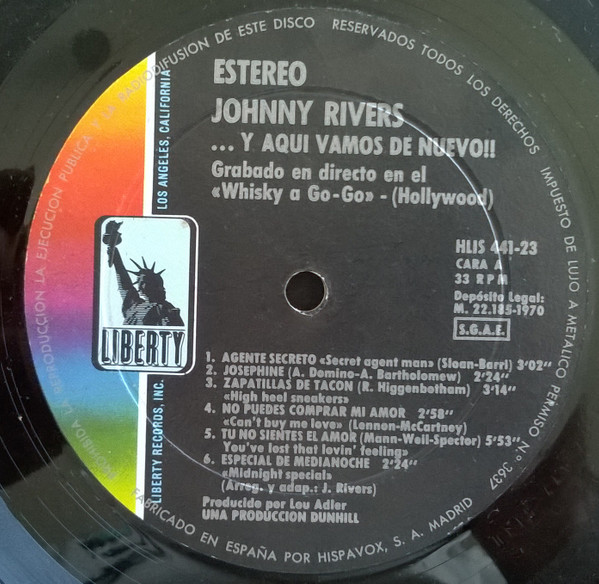 RESERVADOS TODOS LOS DERECHOS IMPUESTO DE LUJO A METALICO PERMISO Nº 3637
PROHIBIDA LA REPRODUCCION LA EJECUCION PUBLICA Y LA RADIODIFUSION DE ESTE DISCO
ESTEREO
JOHNNY RIVERS
... Y AQUI VAMOS DE NUEVO!!
Grabado en directo en el
«Whisky a Go-Go» - (Hollywood)
HLIS 441-23
CARA A
33 RPM
Depósito Legal:
M. 22.185-1970
S.G.A.E.
LIBERTY
LIBERTY RECORDS, INC.
LOS ANGELES, CALIFORNIA
1. AGENTE SECRETO «Secret agent man» (Sloan-Barri) 3'02"
2. JOSEPHINE (A. Domino-A. Bartholomew) 2'24"
3. ZAPATILLAS DE TACON (R. Higgenbotham) 3'14"
«High heel sneakers»
4. NO PUEDES COMPRAR MI AMOR 2'58"
«Can't buy me love» (Lennon-McCartney)
5. TU NO SIENTES EL AMOR (Mann-Weil-Spector) 5'53"
You've lost that lovin' feeling»
6. ESPECIAL DE MEDIANOCHE 2'24"
«Midnight special»
(Arreg. y adap.: J. Rivers)
Producido por Lou Adler
UNA PRODUCCION DUNHILL
FABRICADO EN ESPAÑA POR HISPAVOX, S. A. MADRID